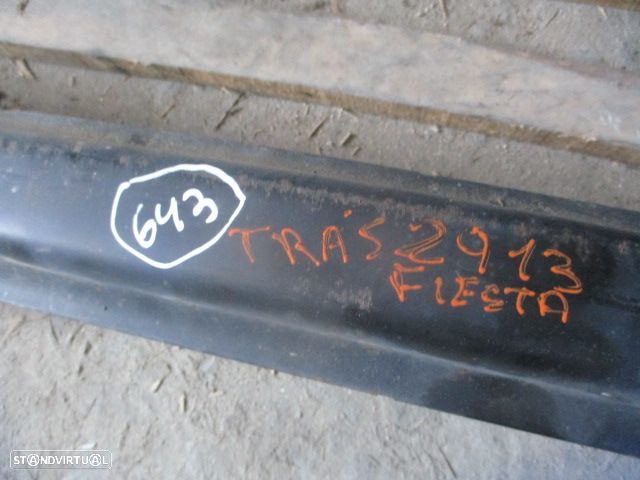 643
TRÁS 2913
FIESTA
STANDVIRTUAL